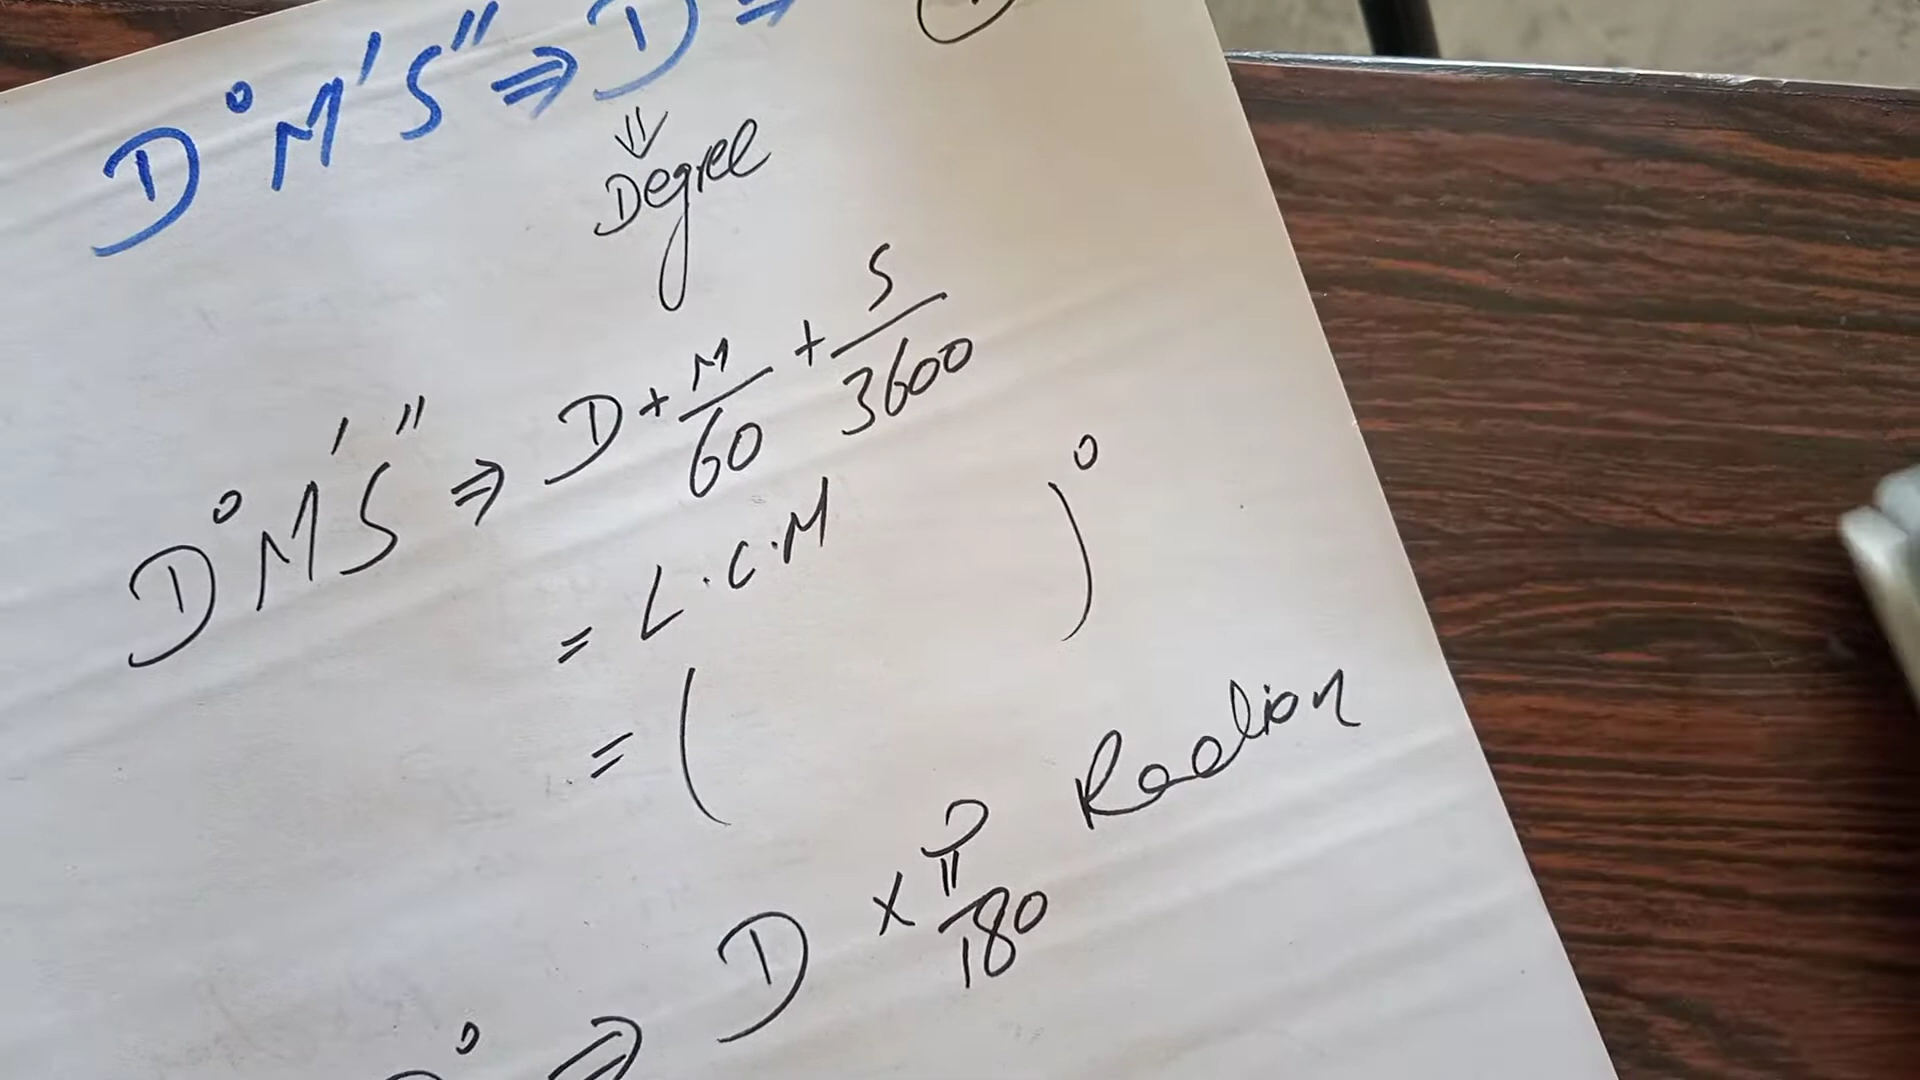 D° M' S" ⇒ D ⇒
⇓
Degree
D° M' S" ⇒ D + M/60 + S/3600
= L.C.M
= ( )°
D° ⇒ D × π/180 Radian